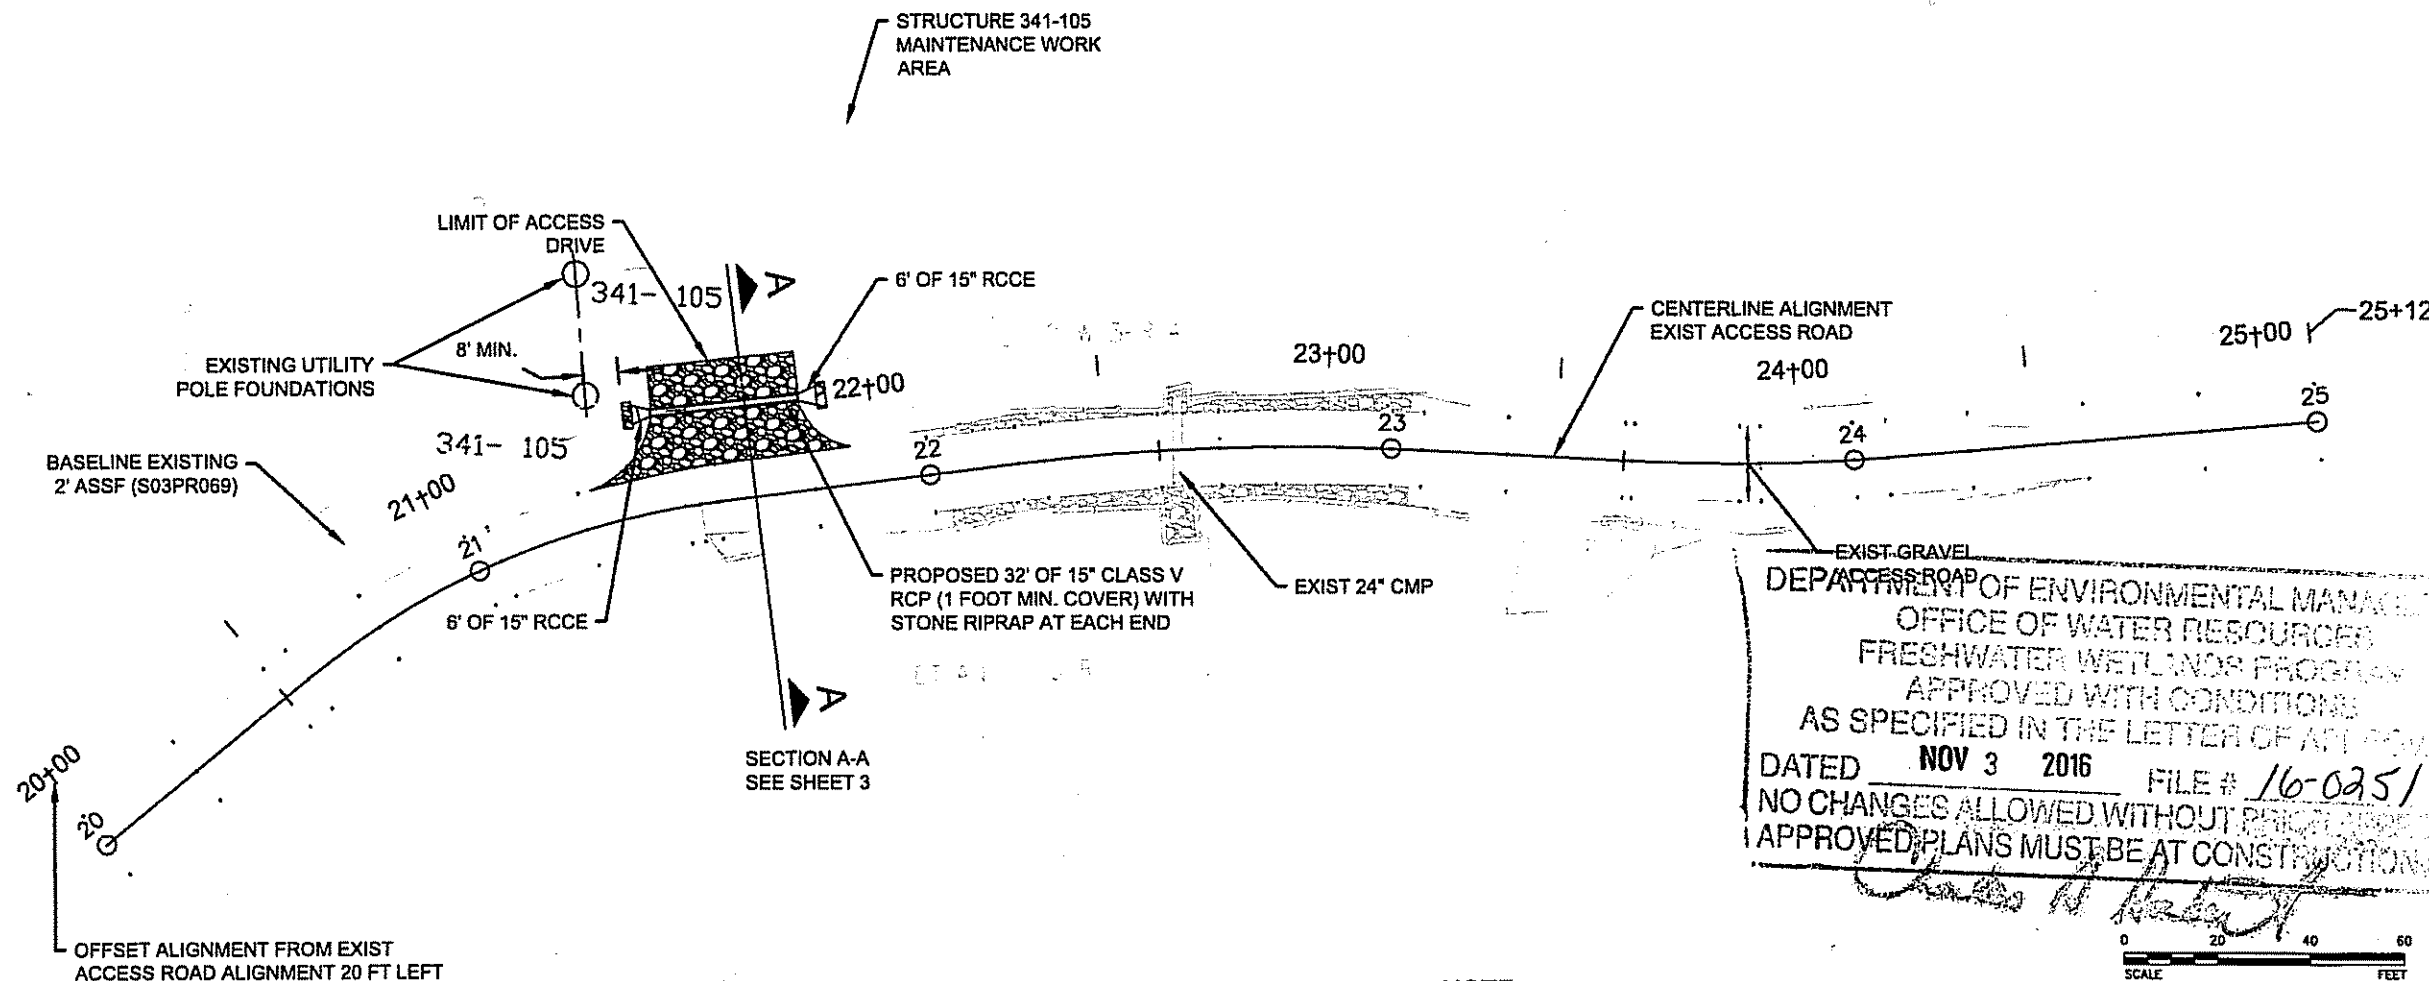 STRUCTURE 341-105
MAINTENANCE WORK
AREA
LIMIT OF ACCESS
DRIVE
341- 105
A
6' OF 15" RCCE
EXISTING UTILITY
POLE FOUNDATIONS
8' MIN.
22+00
23+00
CENTERLINE ALIGNMENT
EXIST ACCESS ROAD
24+00
25+00
25+12
341- 105
BASELINE EXISTING
2' ASSF (S03PR069)
21+00
21
22
23
24
25
6' OF 15" RCCE
PROPOSED 32' OF 15" CLASS V
RCP (1 FOOT MIN. COVER) WITH
STONE RIPRAP AT EACH END
EXIST 24" CMP
EXIST GRAVEL
ACCESS ROAD
A
SECTION A-A
SEE SHEET 3
20+00
20
OFFSET ALIGNMENT FROM EXIST
ACCESS ROAD ALIGNMENT 20 FT LEFT
DEPARTMENT OF ENVIRONMENTAL
OFFICE OF WATER RESOURCES
FRESHWATER WETLANDS PROGRAM
APPROVED WITH CONDITIONS
AS SPECIFIED IN THE LETTER OF
DATED NOV 3 2016 FILE # 16-0251
NO CHANGES ALLOWED WITHOUT
APPROVED PLANS MUST BE AT CONSTRUCTION
0 20 40 60
SCALE FEET